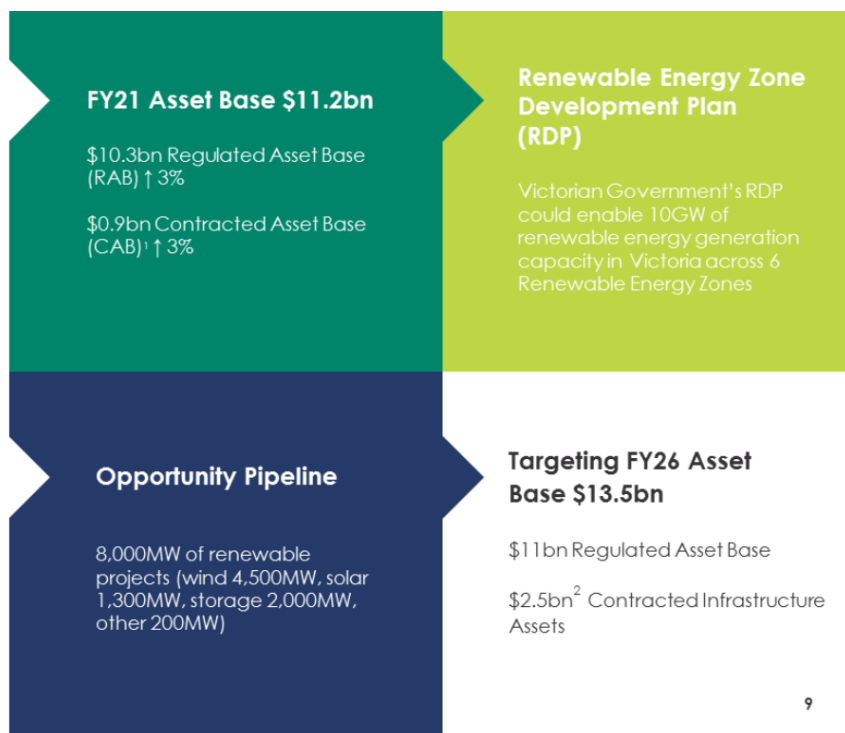 FY21 Asset Base $11.2bn
$10.3bn Regulated Asset Base
(RAB) ↑ 3%
$0.9bn Contracted Asset Base
(CAB)¹ ↑ 3%
Renewable Energy Zone
Development Plan
(RDP)
Victorian Government’s RDP
could enable 10GW of
renewable energy generation
capacity in Victoria across 6
Renewable Energy Zones
Opportunity Pipeline
8,000MW of renewable
projects (wind 4,500MW, solar
1,300MW, storage 2,000MW,
other 200MW)
Targeting FY26 Asset
Base $13.5bn
$11bn Regulated Asset Base
$2.5bn² Contracted Infrastructure
Assets
9